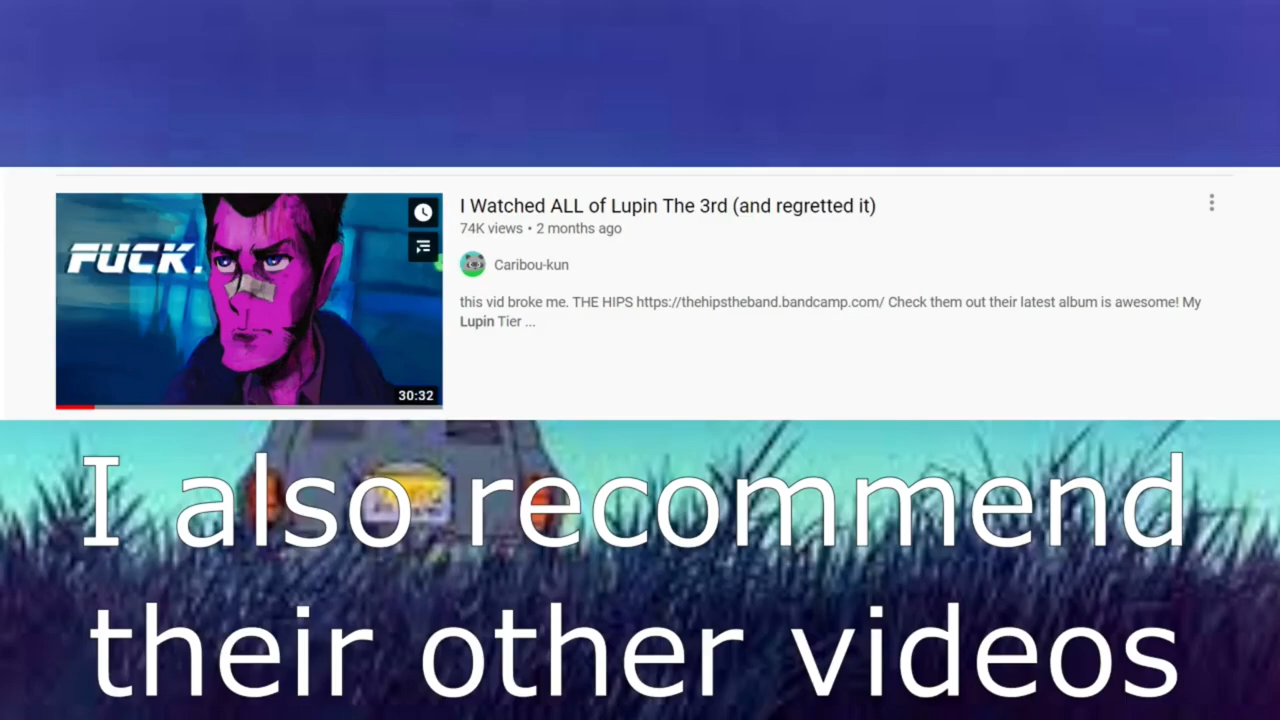 FUCK.
30:32
I Watched ALL of Lupin The 3rd (and regretted it)
74K views • 2 months ago
Caribou-kun
this vid broke me. THE HIPS https://thehipstheband.bandcamp.com/ Check them out their latest album is awesome! My
Lupin Tier ...
I also recommend
their other videos